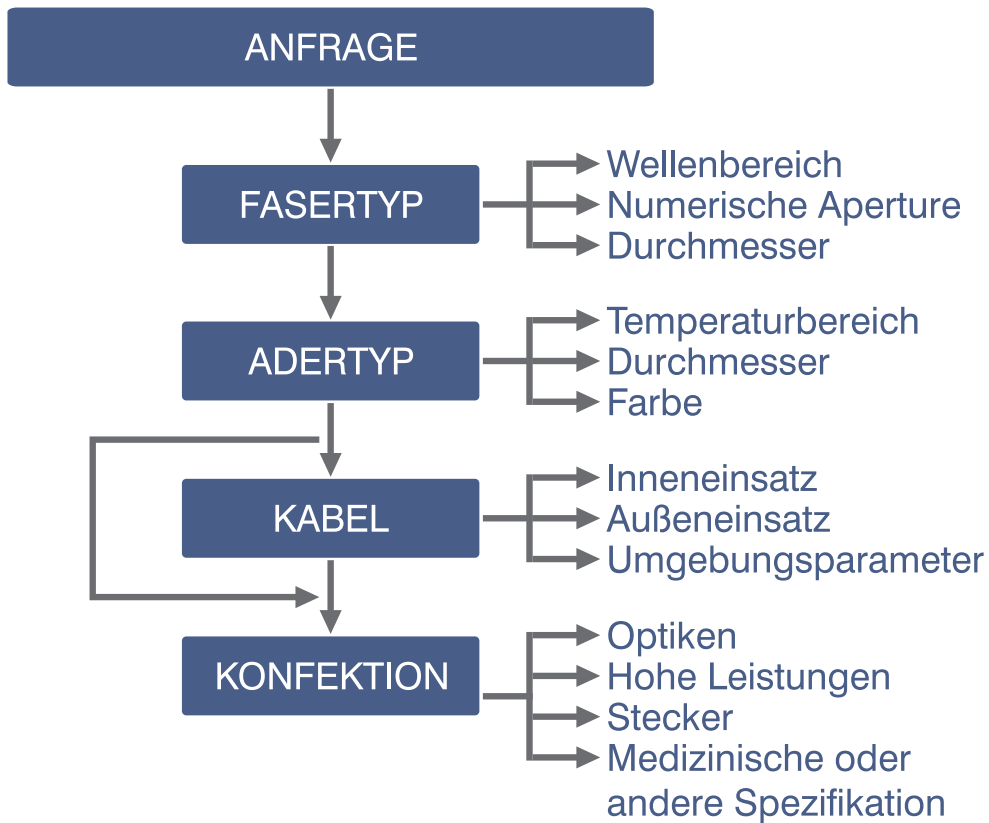 ANFRAGE
FASERTYP
Wellenbereich
Numerische Aperture
Durchmesser
ADERTYP
Temperaturbereich
Durchmesser
Farbe
KABEL
Inneneinsatz
Außeneinsatz
Umgebungsparameter
KONFEKTION
Optiken
Hohe Leistungen
Stecker
Medizinische oder
andere Spezifikation